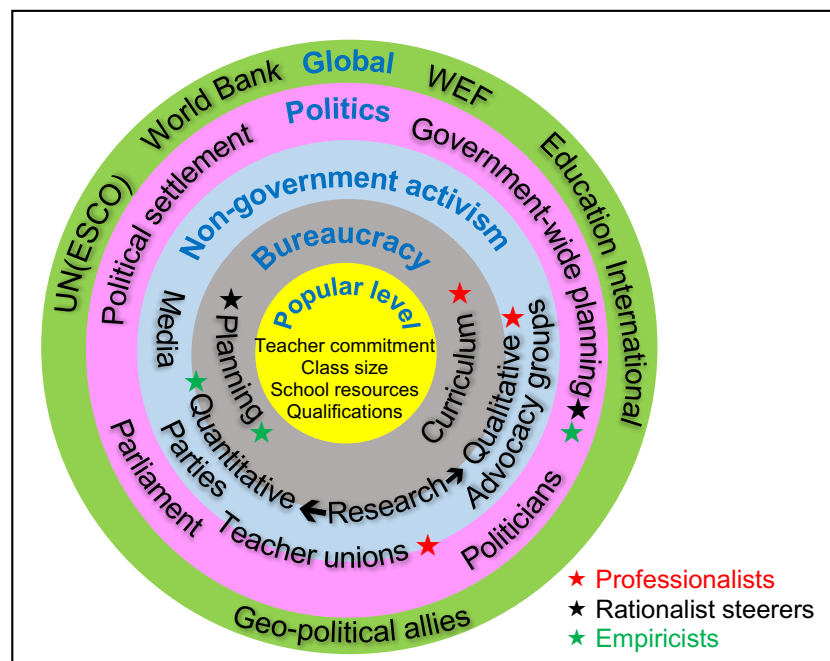 Global
World Bank
WEF
UN(ESCO)
Education International
Geo-political allies
Politics
Political settlement
Government-wide planning
Parliament
Politicians
Non-government activism
Media
Parties
Teacher unions
Advocacy gronds
Bureaucracy
Planning
Curriculum
Quantitative
Research
Qualitative
Popular level
Teacher commitment
Class size
School resources
Qualifications
Professionalists
Rationalist steerers
Empiricists